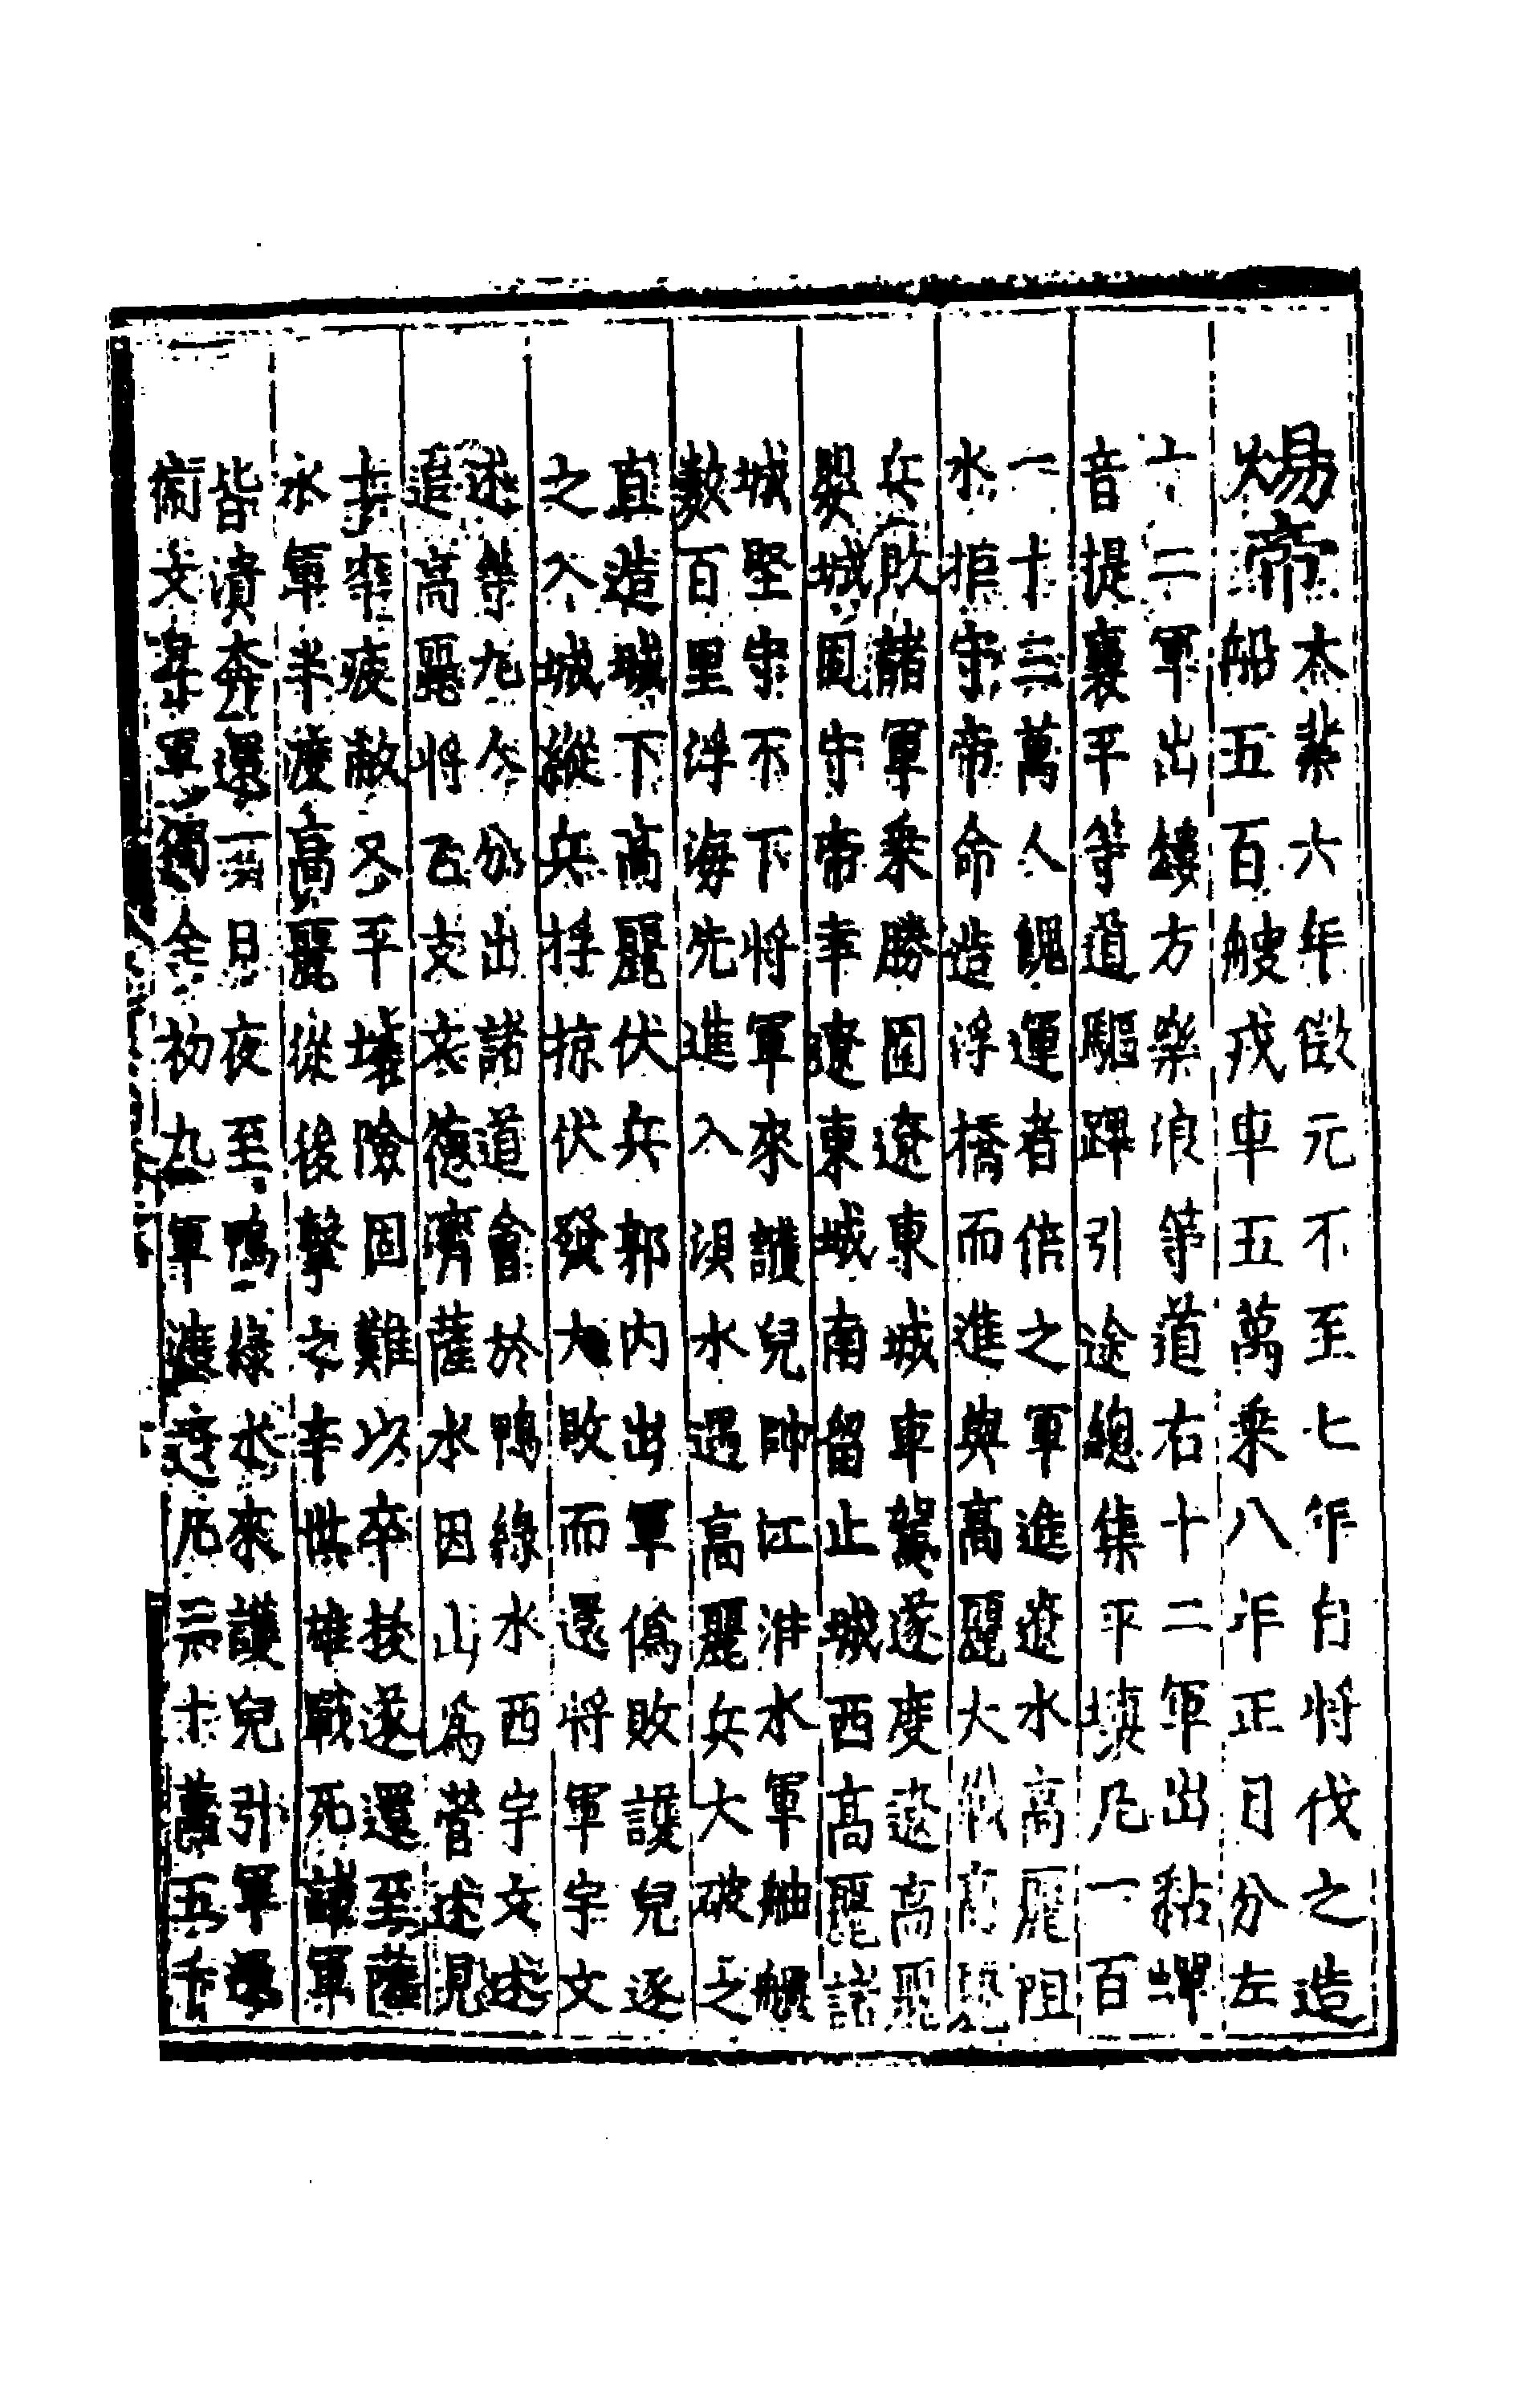 煬帝
大業六年徵元不至七年自將伐之造
船五百艘戎車五萬乘八年正月分左
十二軍出鏤方樂浪等道右十二軍出黏蟬
音提襄平等道駱驛引途總集平壤凡一百
一十三萬人餽運者倍之軍進遼水高麗阻
水拒守帝命造浮橋而進與高麗大戰高麗
兵敗諸軍乘勝圍遼東城車駕遂度遼高麗
嬰城固守帝幸遼東城南留止城西高麗諸
城堅守不下將軍來護兒帥江淮水軍舳艫
數百里浮海先進入浿水遇高麗兵大破之
直造城下高麗伏兵郭內出軍偽敗護兒逐
之入城縱兵捋掠伏發大敗而還將軍宇文
述等九軍分出諸道會於鴨綠水西宇文述
追高麗將乙支文德濟薩水因山為營述見
士卒疲敝又平壤險固難以卒拔遂還至薩
水軍半渡高麗從後擊之辛世雄戰死諸軍
皆潰奔還一日夜至鴨綠水來護兒引軍還
衛文昇軍獨全初九軍渡遼凡三十萬五千